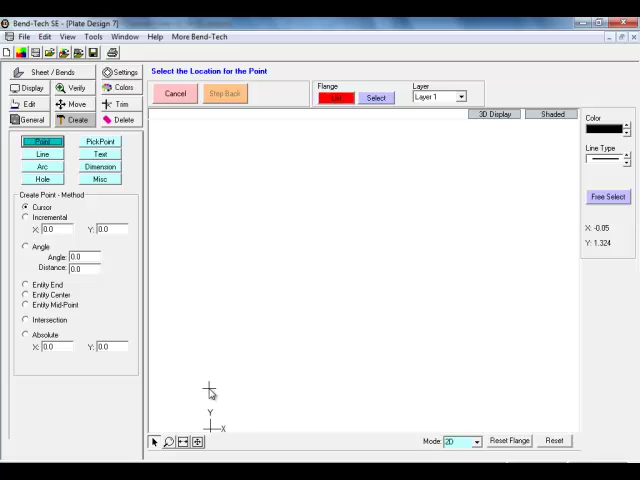 Bend-Tech SE - [Plate Design 7]
File Edit View Tools Window Help More Bend-Tech
Sheet / Bends Settings
Display Verify Colors
Edit Move Trim
General Create Delete
Point PickPoint
Line Text
Arc Dimension
Hole Misc
Create Point - Method
Cursor
Incremental
X: 0.0 Y: 0.0
Angle
Angle: 0.0
Distance: 0.0
Entity End
Entity Center
Entity Mid-Point
Intersection
Absolute
X: 0.0 Y: 0.0
Select the Location for the Point
Cancel Step Back
Flange
Select
Layer
Layer 1
3D Display Shaded
Y
X
Mode: 2D Reset Flange Reset
Color
Line Type
Free Select
X: -0.05
Y: 1.324